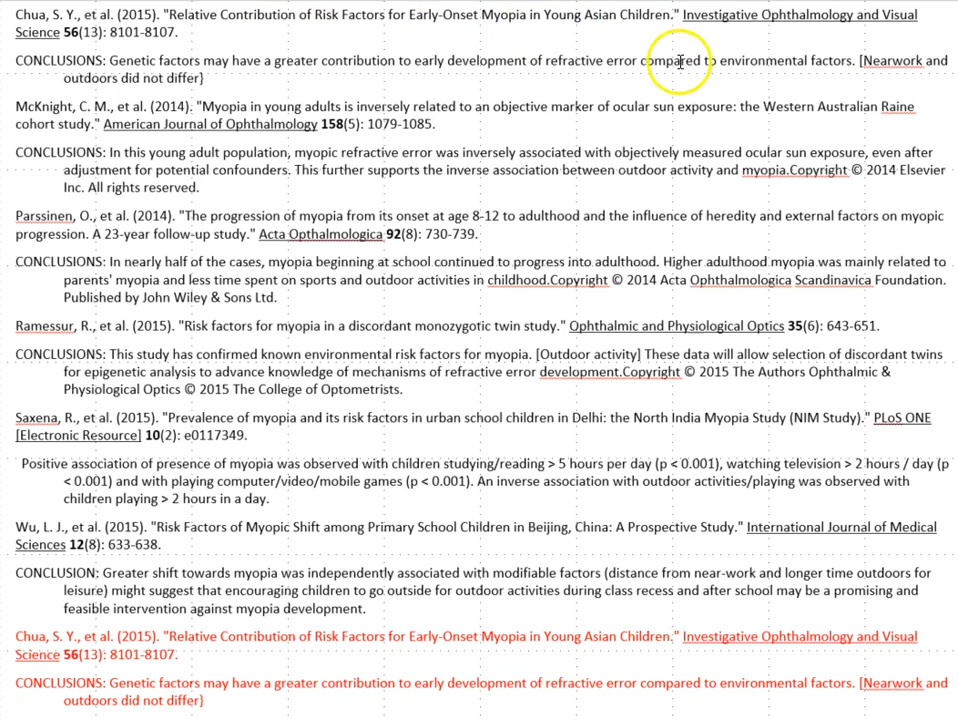 Chua, S. Y., et al. (2015). "Relative Contribution of Risk Factors for Early-Onset Myopia in Young Asian Children." Investigative Ophthalmology and Visual
Science 56(13): 8101-8107.
CONCLUSIONS: Genetic factors may have a greater contribution to early development of refractive error compared to environmental factors. [Nearwork and
outdoors did not differ}
McKnight, C. M., et al. (2014). "Myopia in young adults is inversely related to an objective marker of ocular sun exposure: the Western Australian Raine
cohort study." American Journal of Ophthalmology 158(5): 1079-1085.
CONCLUSIONS: In this young adult population, myopic refractive error was inversely associated with objectively measured ocular sun exposure, even after
adjustment for potential confounders. This further supports the inverse association between outdoor activity and myopia.Copyright © 2014 Elsevier
Inc. All rights reserved.
Parssinen, O., et al. (2014). "The progression of myopia from its onset at age 8-12 to adulthood and the influence of heredity and external factors on myopic
progression. A 23-year follow-up study." Acta Opthalmologica 92(8): 730-739.
CONCLUSIONS: In nearly half of the cases, myopia beginning at school continued to progress into adulthood. Higher adulthood myopia was mainly related to
parents' myopia and less time spent on sports and outdoor activities in childhood.Copyright © 2014 Acta Ophthalmologica Scandinavica Foundation.
Published by John Wiley & Sons Ltd.
Ramessur, R., et al. (2015). "Risk factors for myopia in a discordant monozygotic twin study." Ophthalmic and Physiological Optics 35(6): 643-651.
CONCLUSIONS: This study has confirmed known environmental risk factors for myopia. [Outdoor activity] These data will allow selection of discordant twins
for epigenetic analysis to advance knowledge of mechanisms of refractive error development.Copyright © 2015 The Authors Ophthalmic &
Physiological Optics © 2015 The College of Optometrists.
Saxena, R., et al. (2015). "Prevalence of myopia and its risk factors in urban school children in Delhi: the North India Myopia Study (NIM Study)." PLoS ONE
[Electronic Resource] 10(2): e0117349.
Positive association of presence of myopia was observed with children studying/reading > 5 hours per day (p < 0.001), watching television > 2 hours / day (p
< 0.001) and with playing computer/video/mobile games (p < 0.001). An inverse association with outdoor activities/playing was observed with
children playing > 2 hours in a day.
Wu, L. J., et al. (2015). "Risk Factors of Myopic Shift among Primary School Children in Beijing, China: A Prospective Study." International Journal of Medical
Sciences 12(8): 633-638.
CONCLUSION: Greater shift towards myopia was independently associated with modifiable factors (distance from near-work and longer time outdoors for
leisure) might suggest that encouraging children to go outside for outdoor activities during class recess and after school may be a promising and
feasible intervention against myopia development.
Chua, S. Y., et al. (2015). "Relative Contribution of Risk Factors for Early-Onset Myopia in Young Asian Children." Investigative Ophthalmology and Visual
Science 56(13): 8101-8107.
CONCLUSIONS: Genetic factors may have a greater contribution to early development of refractive error compared to environmental factors. [Nearwork and
outdoors did not differ}